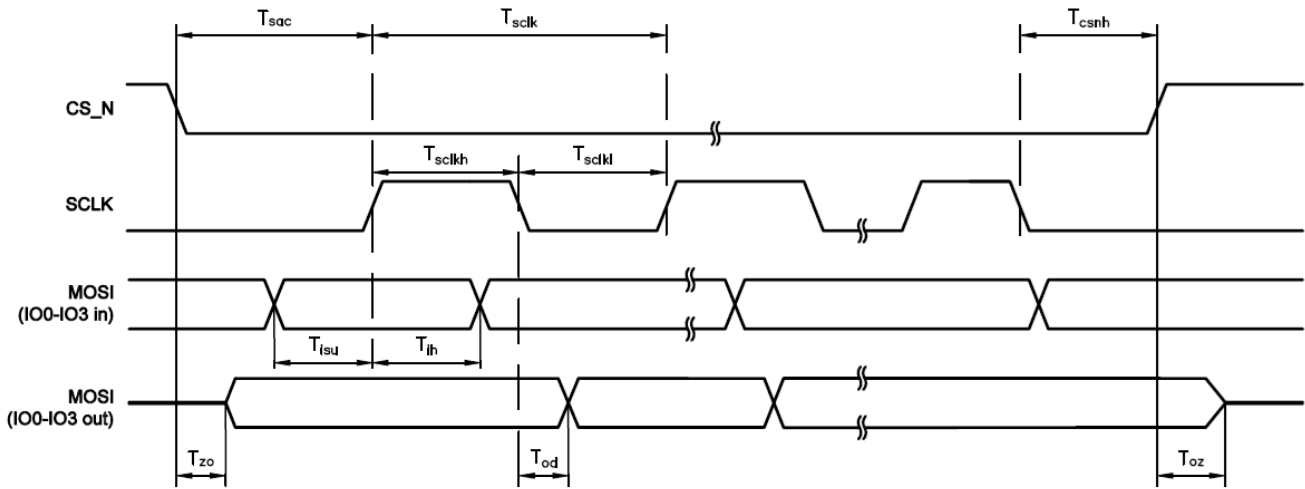 Tsac Tsclk Tcsnh
CS_N
Tsclkh Tsclkl
SCLK
MOSI
(IO0-IO3 in)
Tisu Tih
MOSI
(IO0-IO3 out)
Tzo Tod Toz